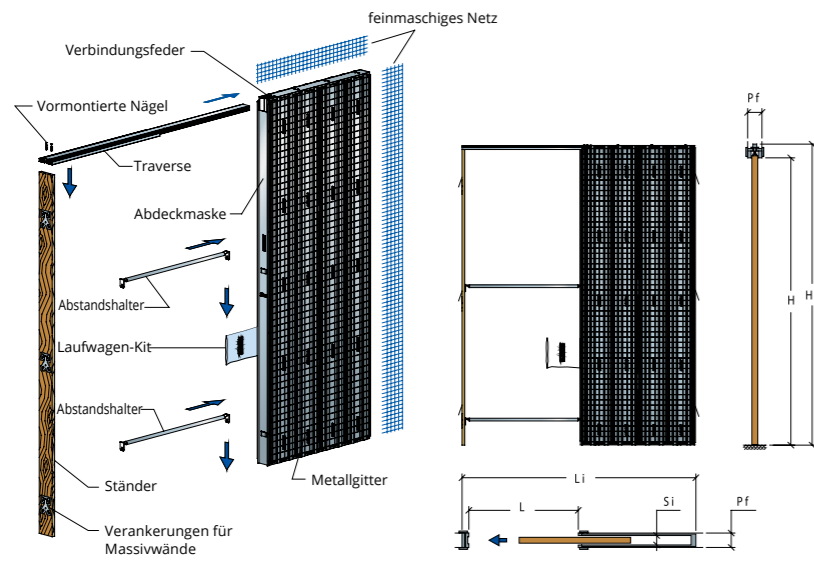 feinmaschiges Netz
Verbindungsfeder
Vormontierte Nägel
Traverse
Abdeckmaske
Abstandshalter
Laufwagen-Kit
Abstandshalter
Ständer
Metallgitter
Verankerungen für
Massivwände
Pf
H
H
Li
L
Si
Pf